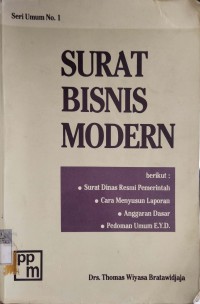 Seri Umum No. 1
SURAT
BISNIS
MODERN
berikut :
• Surat Dinas Resmi Pemerintah
• Cara Menyusun Laporan
• Anggaran Dasar
• Pedoman Umum E.Y.D.
ppm
Drs. Thomas Wiyasa Bratawidjaja